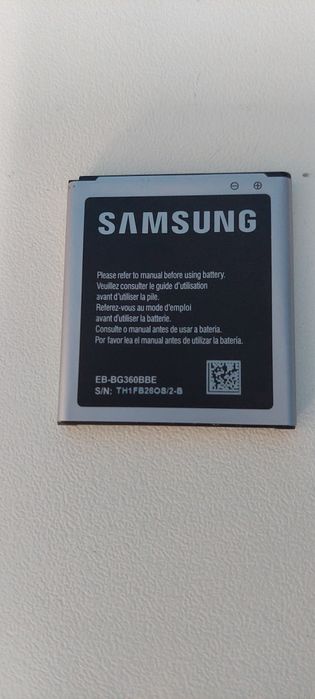 SAMSUNG
Please refer to manual before using battery.
Veuillez consulter le guide d'utilisation
avant d'utiliser la pile.
Referez-vous au mode d'emploi
avant d'utiliser la batterie.
Consulte o manual antes de usar a bateria.
Por favor lea el manual antes de utilizar la batería.
EB-BG360BBE
S/N: TH1FB26OS/2-B